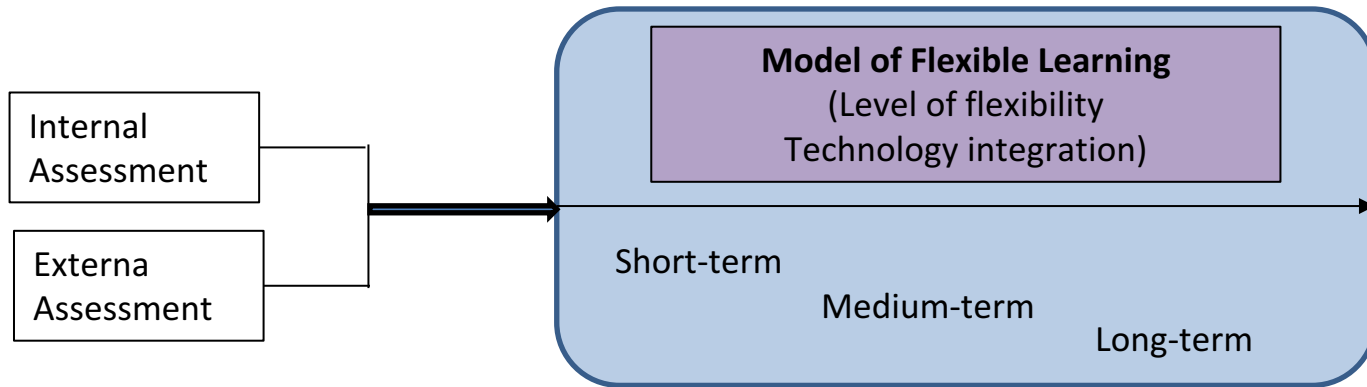 Internal
Assessment
Externa
Assessment
Model of Flexible Learning
(Level of flexibility
Technology integration)
Short-term
Medium-term
Long-term